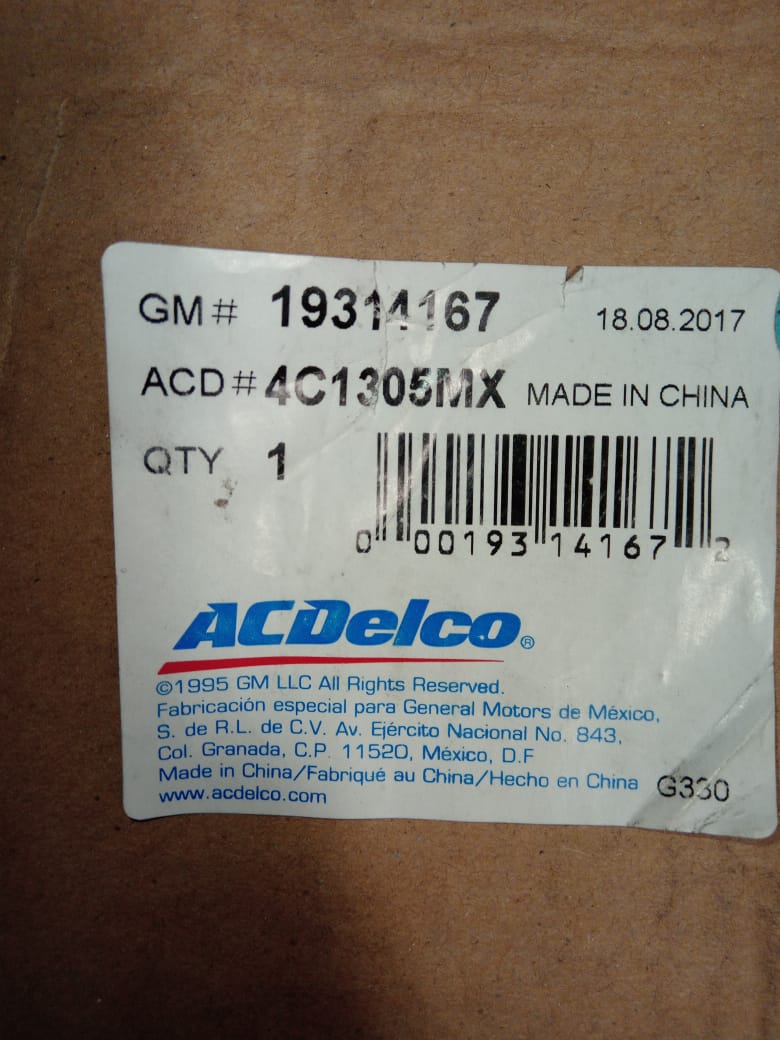 GM# 19314167 18.08.2017
ACD# 4C1305MX MADE IN CHINA
QTY 1
0 00193 14167 2
ACDelco®
©1995 GM LLC All Rights Reserved.
Fabricación especial para General Motors de México,
S. de R.L. de C.V. Av. Ejército Nacional No. 843,
Col. Granada, C.P. 11520, México, D.F
Made in China/Fabriqué au China/Hecho en China G330
www.acdelco.com